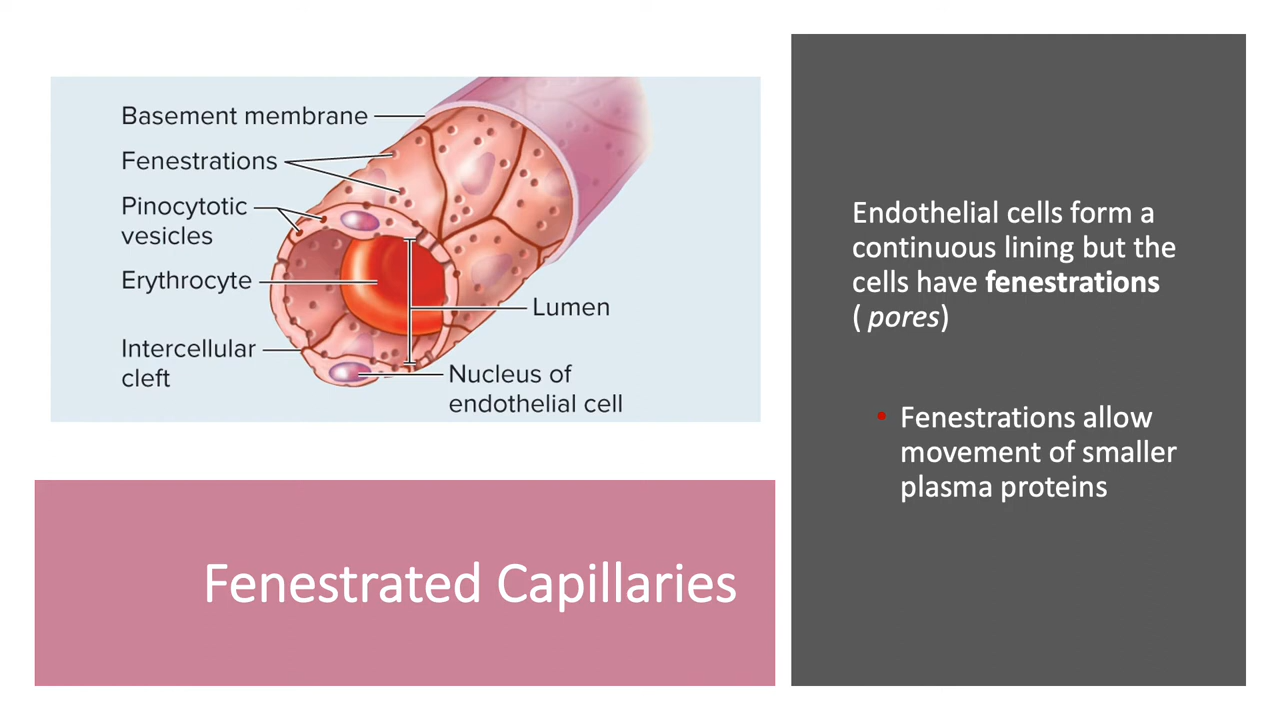 Basement membrane
Fenestrations
Pinocytotic
vesicles
Erythrocyte
Lumen
Intercellular
cleft
Nucleus of
endothelial cell
Fenestrated Capillaries
Endothelial cells form a
continuous lining but the
cells have fenestrations
( pores)
• Fenestrations allow
movement of smaller
plasma proteins